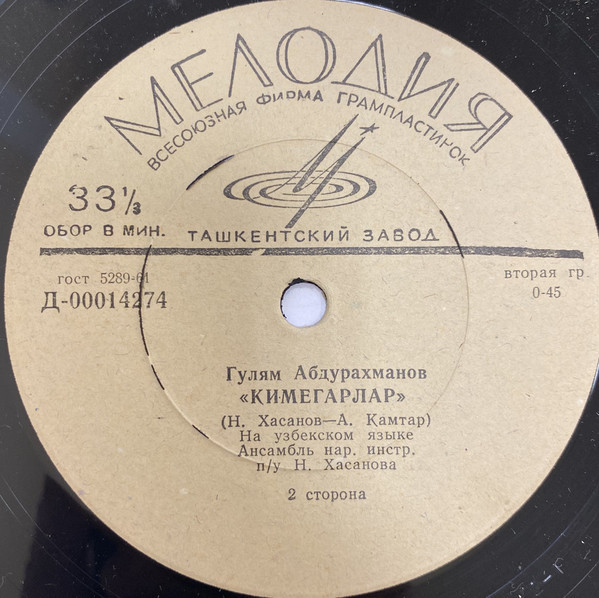 МЕЛОДИЯ
ВСЕСОЮЗНАЯ ФИРМА ГРАМПЛАСТИНОК
33⅓
ОБОР В МИН.
ТАШКЕНТСКИЙ ЗАВОД
гост 5289-61
вторая гр.
Д-00014274
0-45
Гулям Абдурахманов
«КИМЕГАРЛАР»
(Н. Хасанов—А. Камтар)
На узбекском языке
Ансамбль нар. инстр.
п/у Н. Хасанова
2 сторона